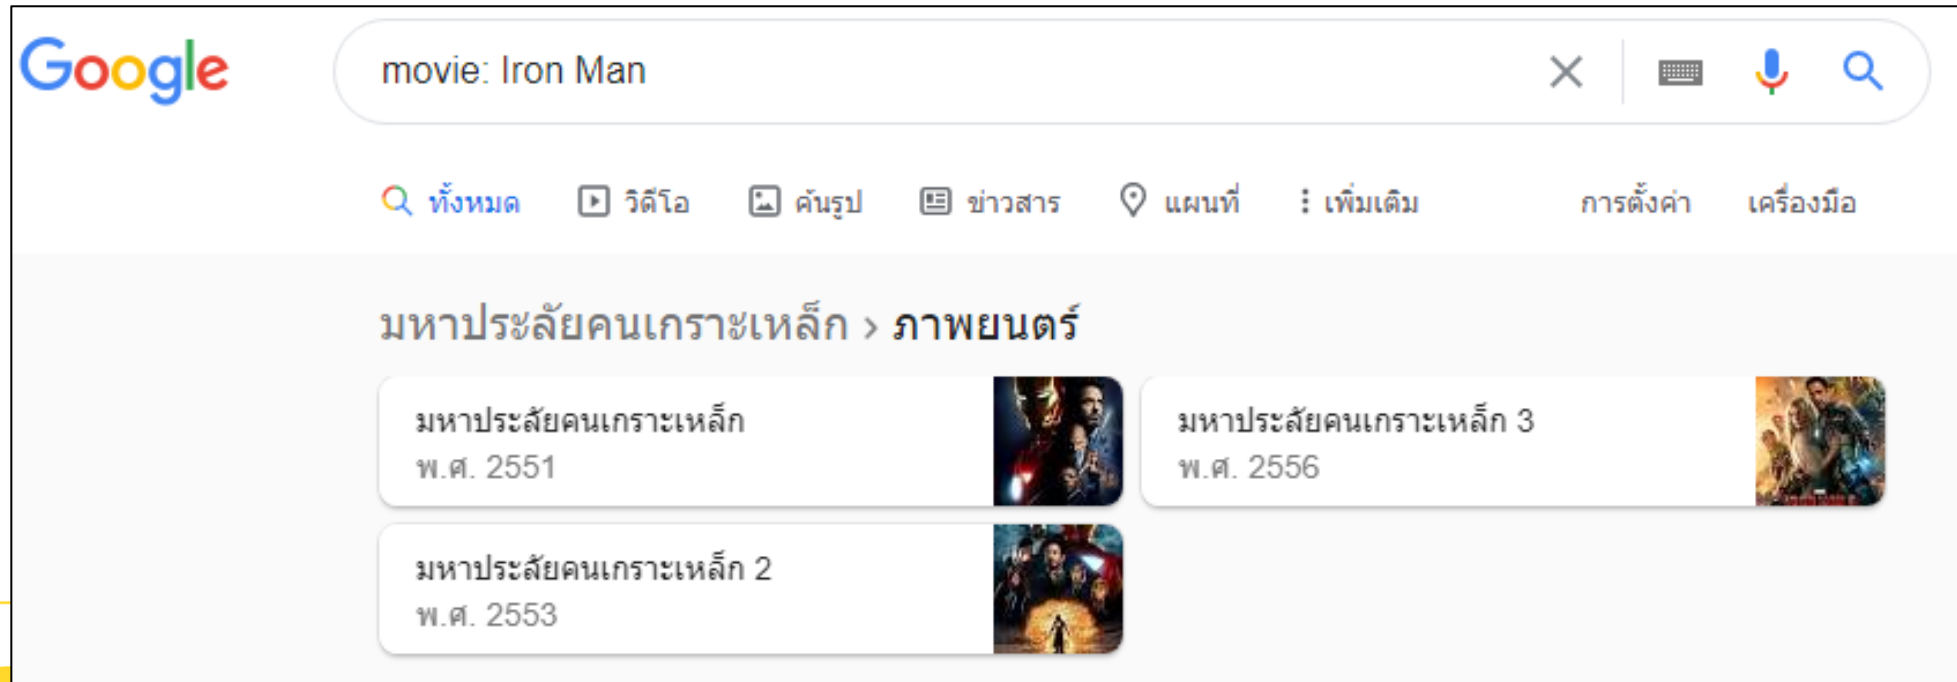 Google
movie: Iron Man
ทั้งหมด วิดีโอ ค้นรูป ข่าวสาร แผนที่ เพิ่มเติม การตั้งค่า เครื่องมือ
มหาประลัยคนเกราะเหล็ก › ภาพยนตร์
มหาประลัยคนเกราะเหล็ก
พ.ศ. 2551
มหาประลัยคนเกราะเหล็ก 3
พ.ศ. 2556
มหาประลัยคนเกราะเหล็ก 2
พ.ศ. 2553